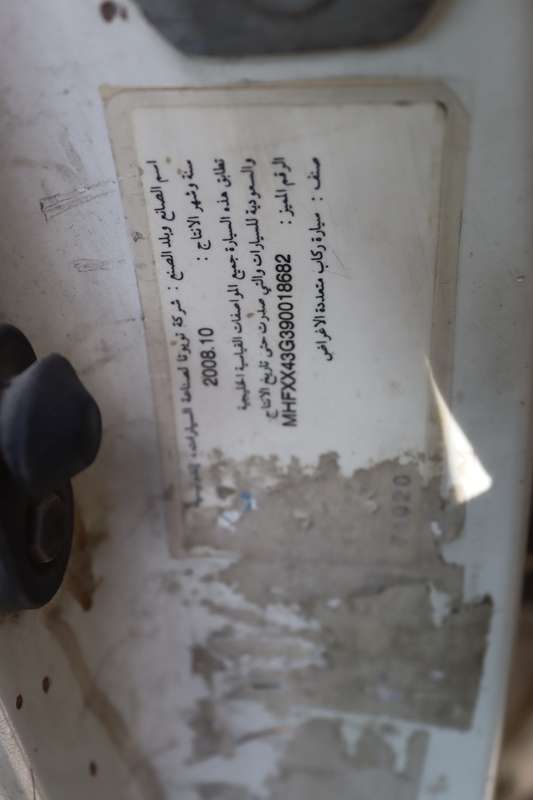 اسم الصانع وبلد الصنع : شركة تويوتا لصناعة السيارات،
سنة وشهر الانتاج : 2008.10
تطابق هذه السيارة جميع المواصفات القياسية الخليجية
والسعودية للسيارات والتي صدرت حتى تاريخ الانتاج
الرقم المميز : MHFXX43G390018682
صنف : سيارة ركاب متعددة الاغراض
71020